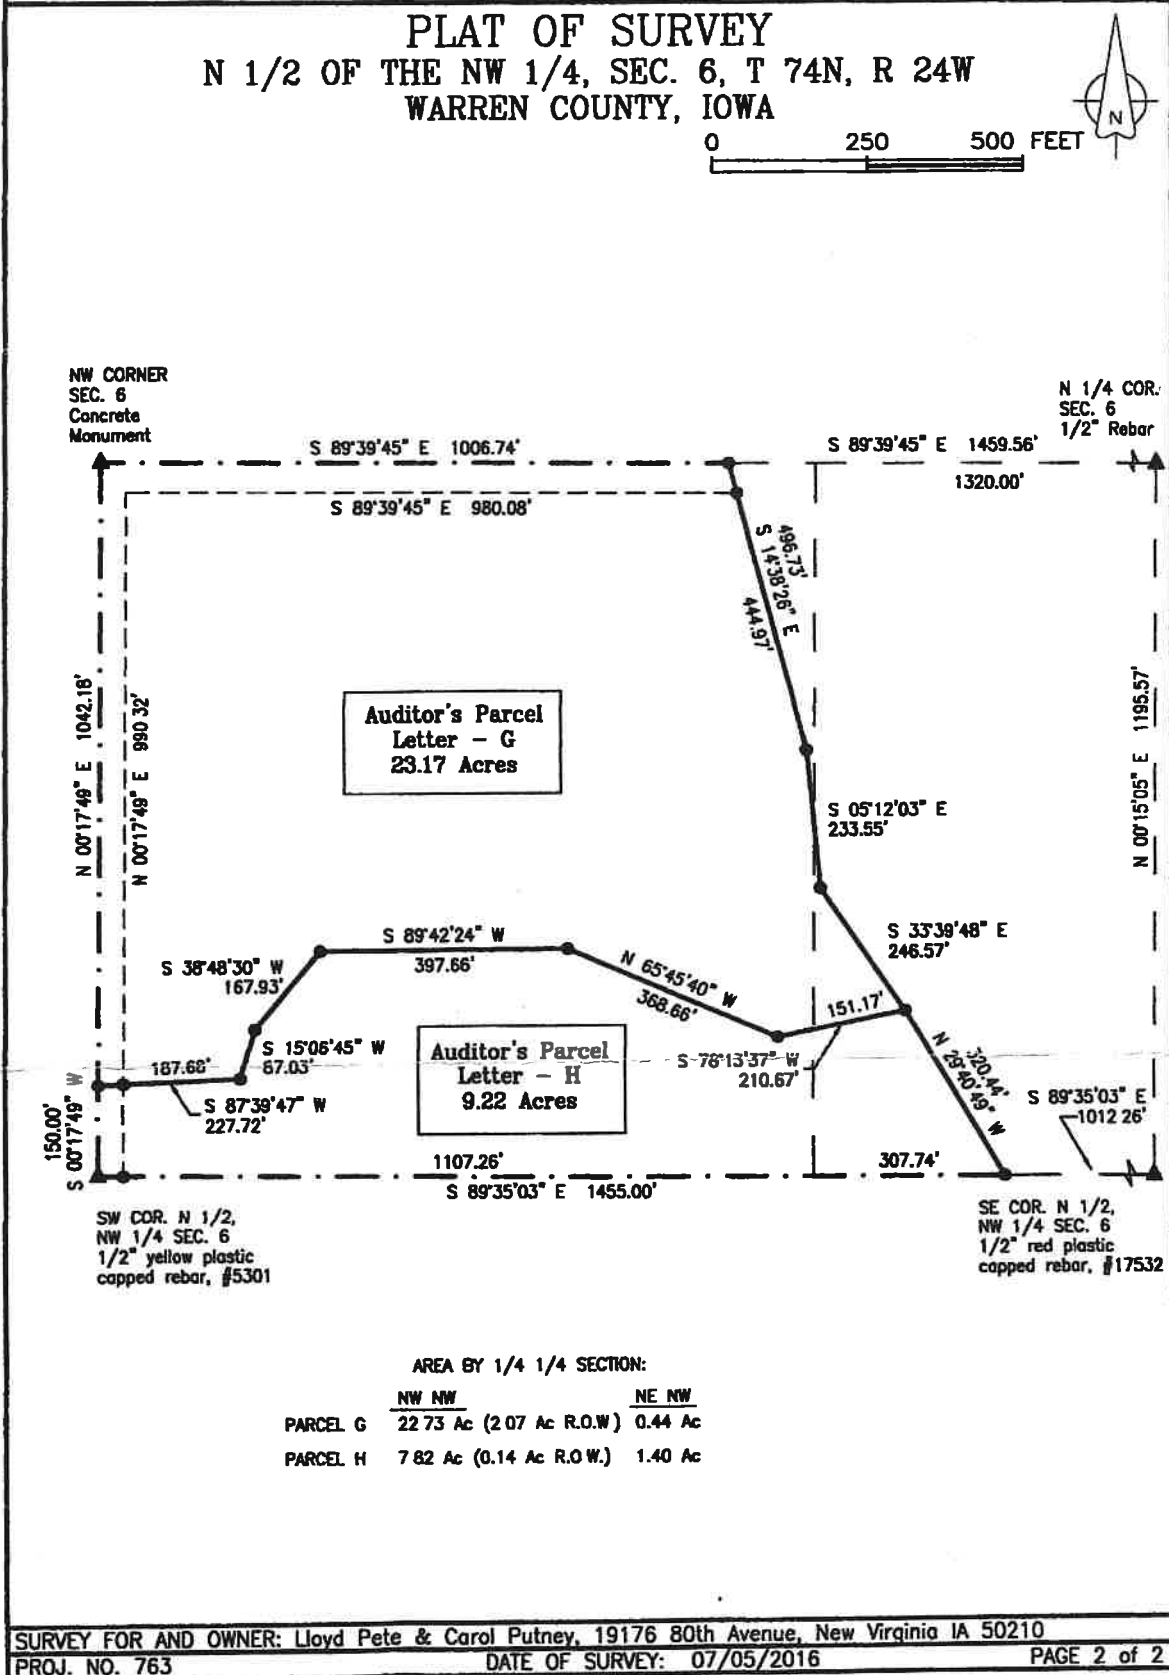 PLAT OF SURVEY
N 1/2 OF THE NW 1/4, SEC. 6, T 74N, R 24W
WARREN COUNTY, IOWA
N
0 250 500 FEET
NW CORNER
SEC. 6
Concrete
Monument
N 1/4 COR.
SEC. 6
1/2" Rebar
S 89°39'45" E 1006.74'
S 89°39'45" E 1459.56'
1320.00'
S 89°39'45" E 980.08'
496.73'
S 14°38'26" E
444.97'
N 00°17'49" E 1042.18'
N 00°17'49" E 990 32'
N 00°15'05" E 1195.57'
Auditor's Parcel
Letter – G
23.17 Acres
S 05°12'03" E
233.55'
S 33°39'48" E
246.57'
S 89°42'24" W
397.66'
S 38°48'30" W
167.93'
N 65°45'40" W
368.66'
151.17'
S 15°06'45" W
87.03'
Auditor's Parcel
Letter – H
9.22 Acres
S 78°13'37" W
210.67'
320.44'
N 29°40'49" W
187.68'
S 87°39'47" W
227.72'
150.00'
S 00°17'49" W
S 89°35'03" E
1012 26'
1107.26'
307.74'
S 89°35'03" E 1455.00'
SW COR. N 1/2,
NW 1/4 SEC. 6
1/2" yellow plastic
capped rebar, #5301
SE COR. N 1/2,
NW 1/4 SEC. 6
1/2" red plastic
capped rebar, #17532
AREA BY 1/4 1/4 SECTION:
NW NW NE NW
PARCEL G 22 73 Ac (2 07 Ac R.O.W) 0.44 Ac
PARCEL H 7 82 Ac (0.14 Ac R.O W.) 1.40 Ac
SURVEY FOR AND OWNER: Lloyd Pete & Carol Putney, 19176 80th Avenue, New Virginia IA 50210
PROJ. NO. 763 DATE OF SURVEY: 07/05/2016 PAGE 2 of 2